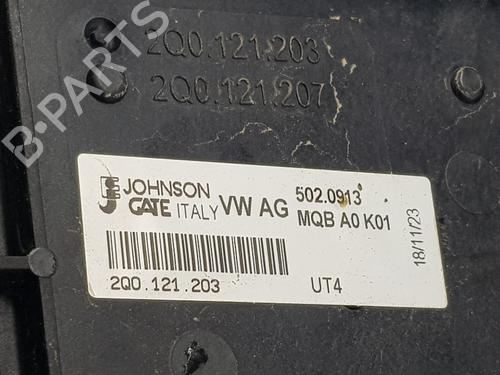 2Q0.121.203
2Q0.121.207
JOHNSON
GATE ITALY VW AG
502.0913
MQB A0 K01
18/11/23
2Q0.121.203
UT4
B-PARTS